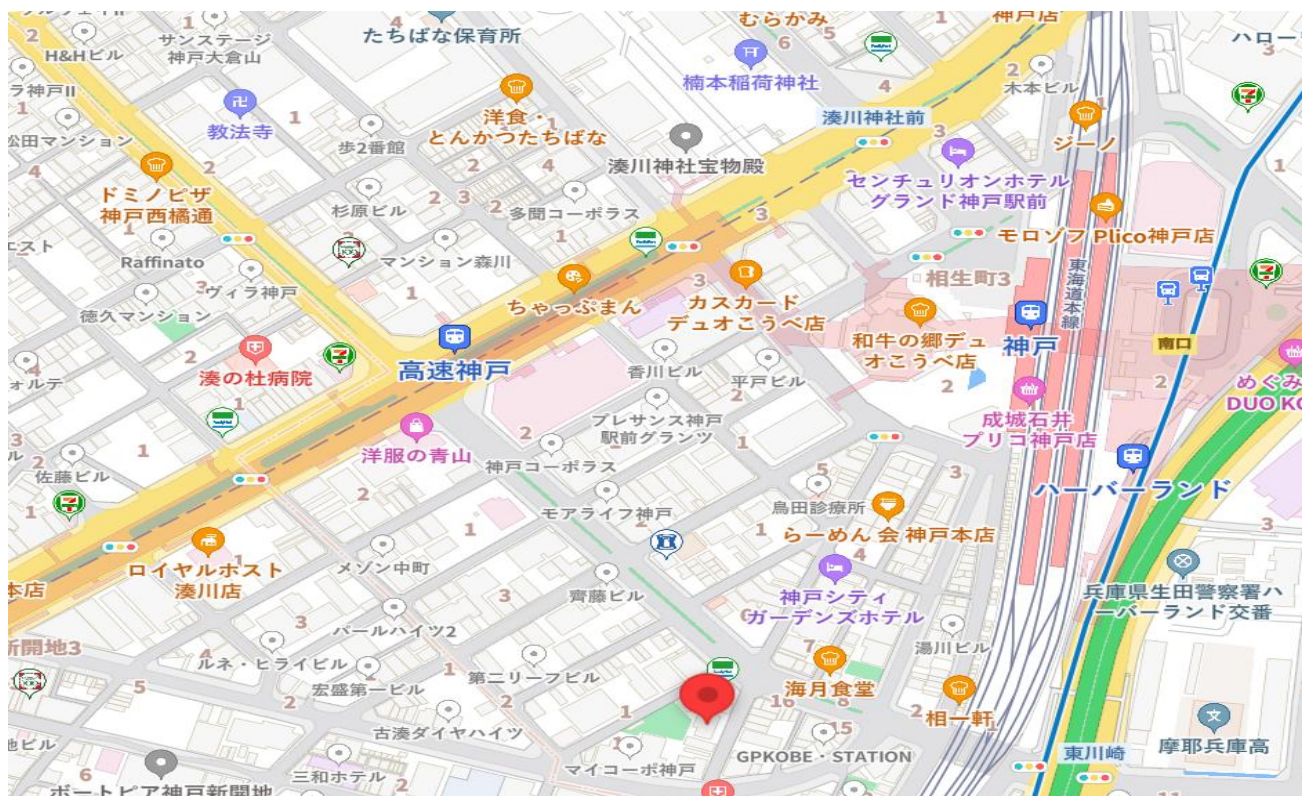 むらかみ
神戸店
サンステージ
神戸大倉山
たちばな保育所
H&Hビル
楠本稲荷神社
木本ビル
教法寺
洋食・
とんかつたちばな
湊川神社前
松田マンション
歩2番館
湊川神社宝物殿
ジーノ
センチュリオンホテル
グランド神戸駅前
ドミノピザ
神戸西橘通
杉原ビル
多聞コーポラス
モロゾフ Plico神戸店
Raffinato
マンション森川
東海道本線
相生町3
ヴィラ神戸
ちゃっぷまん
カスカード
デュオこうべ店
徳久マンション
和牛の郷デュ
オこうべ店
神戸
南口
高速神戸
湊の杜病院
香川ビル
平戸ビル
めぐみ
DUO KO
成城石井
プリコ神戸店
プレサンス神戸
駅前グランツ
洋服の青山
神戸コーポラス
佐藤ビル
ハーバーランド
鳥田診療所
モアライフ神戸
らーめん 会 神戸本店
本店
ロイヤルホスト
湊川店
メゾン中町
齊藤ビル
神戸シティ
ガーデンズホテル
兵庫県生田警察署ハ
ーバーランド交番
パールハイツ2
新開地3
ルネ・ヒライビル
湯川ビル
宏盛第一ビル
第二リーフビル
海月食堂
相一軒
古湊ダイヤハイツ
16
8
15
GPKOBE・STATION
摩耶兵庫高
東川崎
マイコーポ神戸
三和ホテル
ポートピア神戸新開地